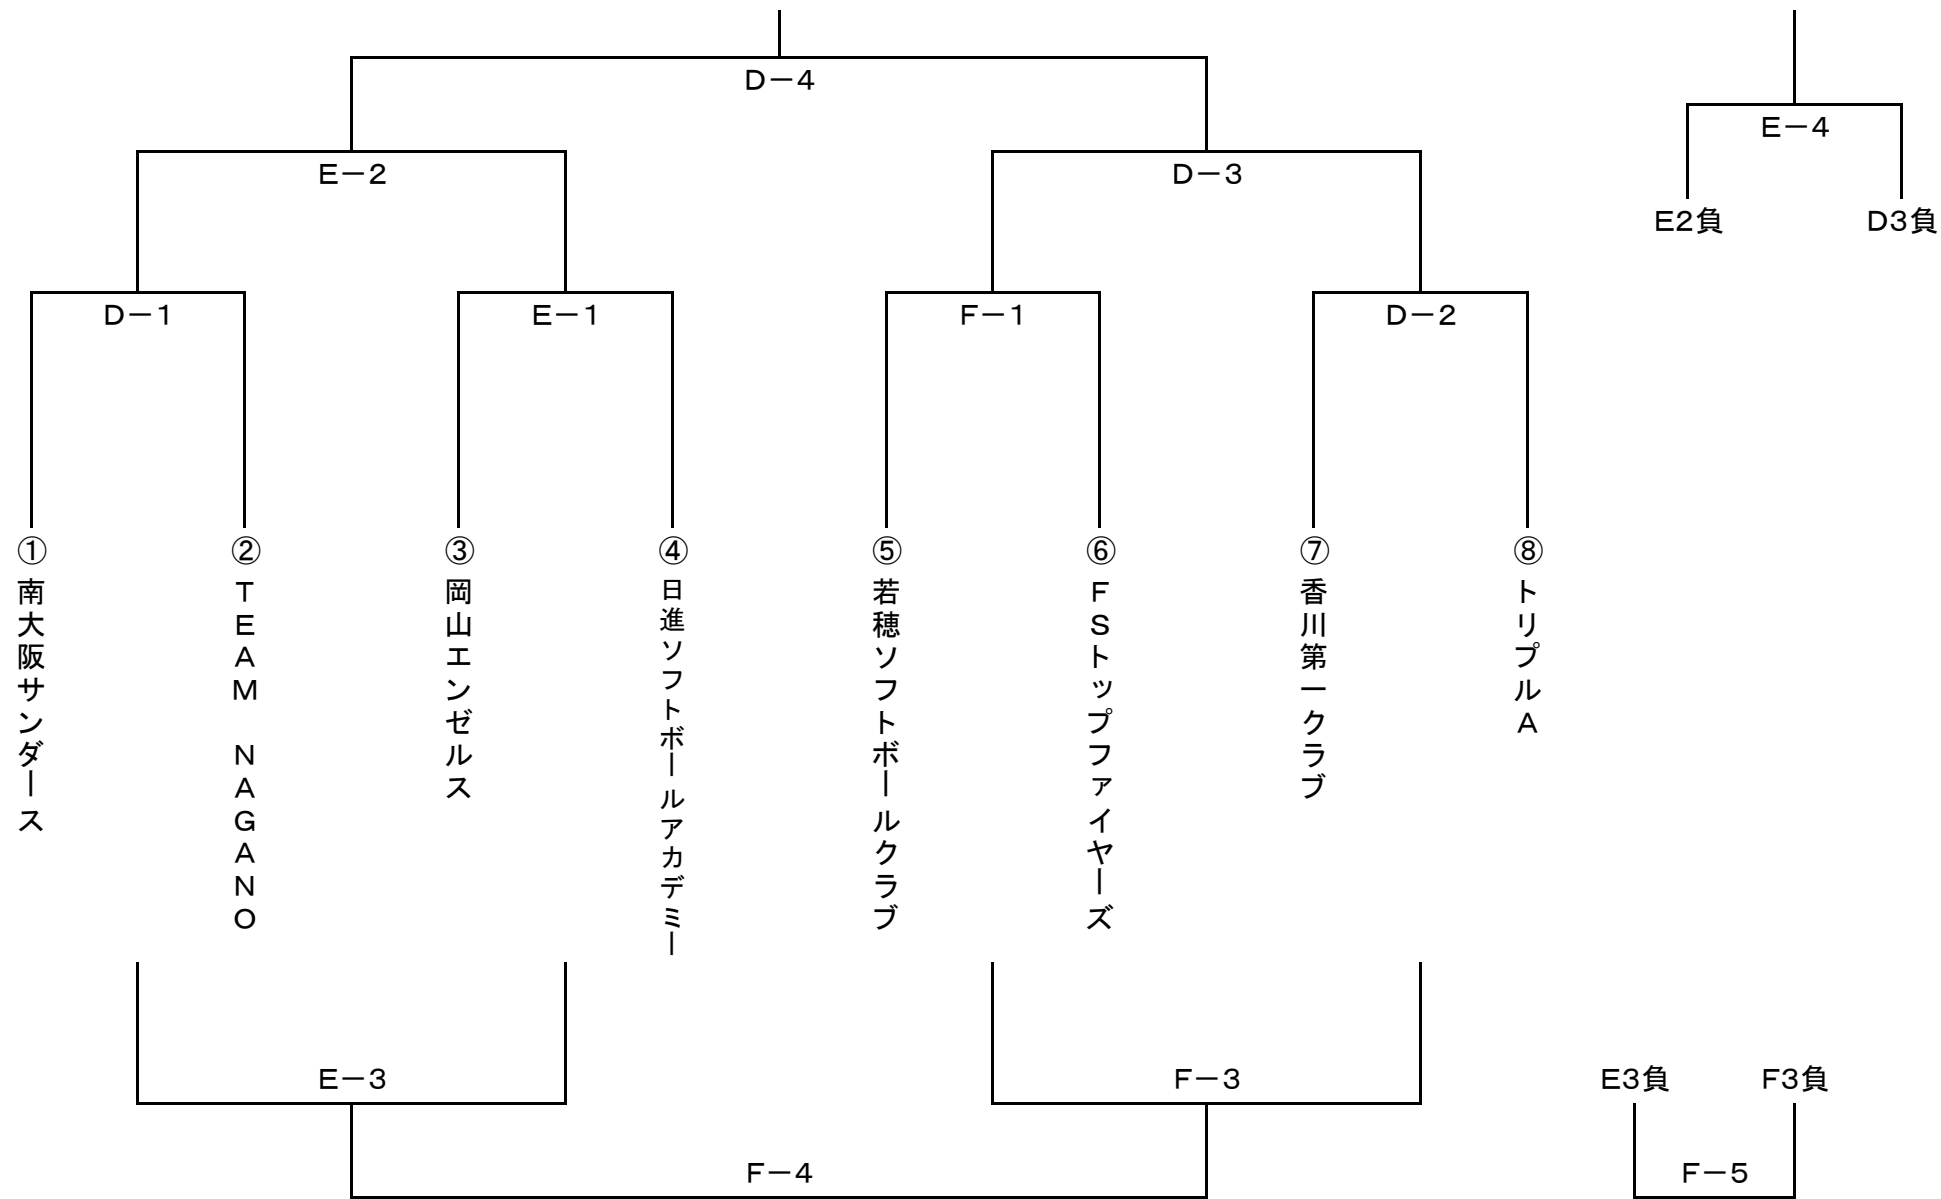 D－4
E－4
E－2
D－3
E2負
D3負
D－1
E－1
F－1
D－2
①南大阪サンダース
②TEAM　NAGANO
③岡山エンゼルス
④日進ソフトボールアカデミー
⑤若穂ソフトボールクラブ
⑥FSトップファイヤーズ
⑦香川第一クラブ
⑧トリプルA
E－3
F－3
E3負
F3負
F－4
F－5